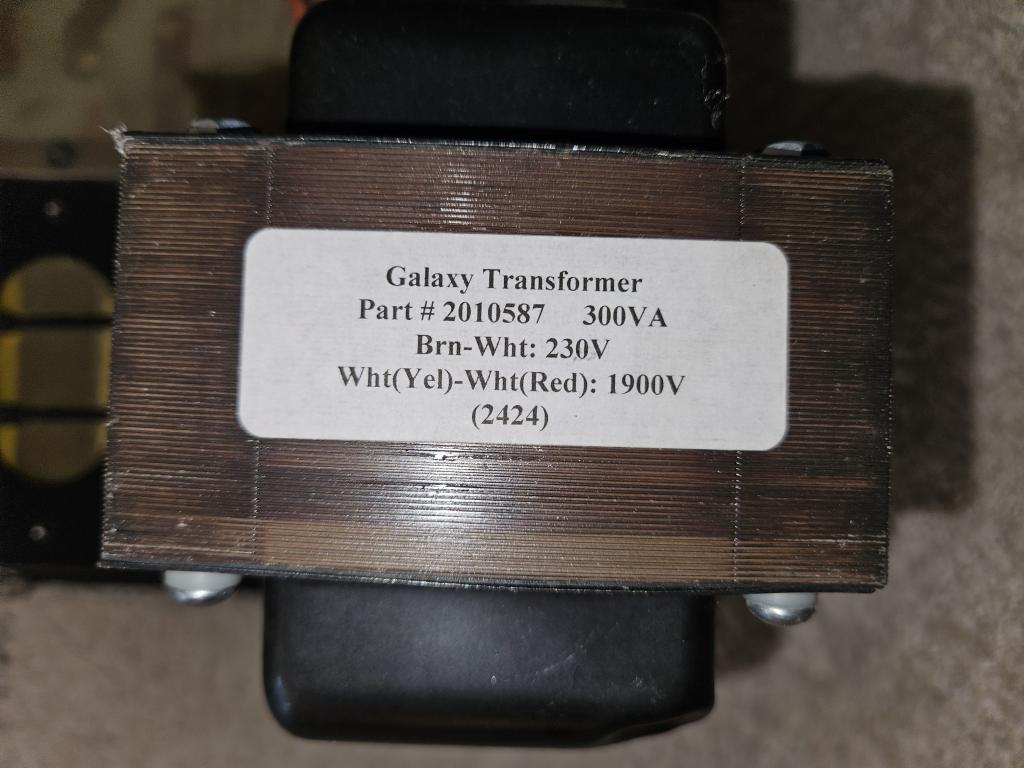 Galaxy Transformer
Part # 2010587 300VA
Brn-Wht: 230V
Wht(Yel)-Wht(Red): 1900V
(2424)